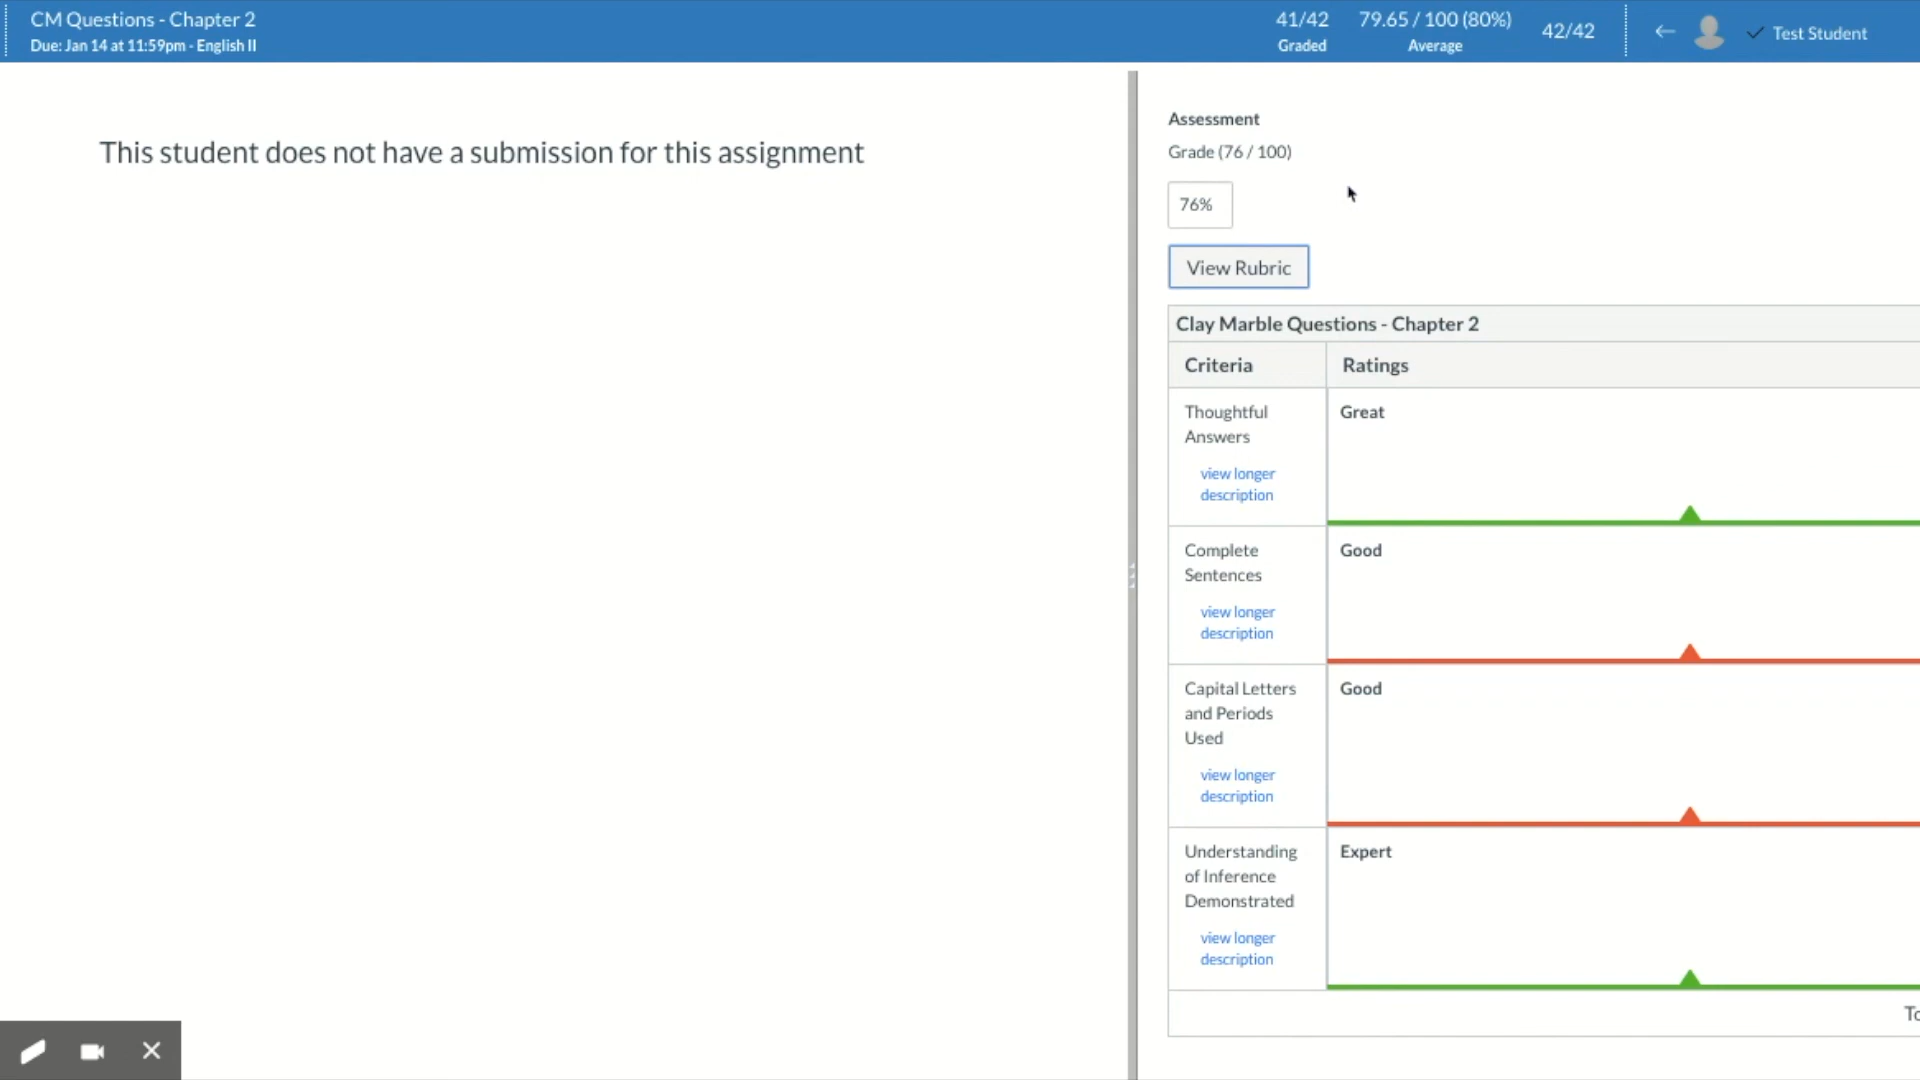 CM Questions - Chapter 2
Due: Jan 14 at 11:59pm - English II
41/42
Graded
79.65 / 100 (80%)
Average
42/42
Test Student
This student does not have a submission for this assignment
Assessment
Grade (76 / 100)
76%
View Rubric
Clay Marble Questions - Chapter 2
Criteria
Ratings
Thoughtful
Answers
view longer
description
Great
Complete
Sentences
view longer
description
Good
Capital Letters
and Periods
Used
view longer
description
Good
Understanding
of Inference
Demonstrated
view longer
description
Expert